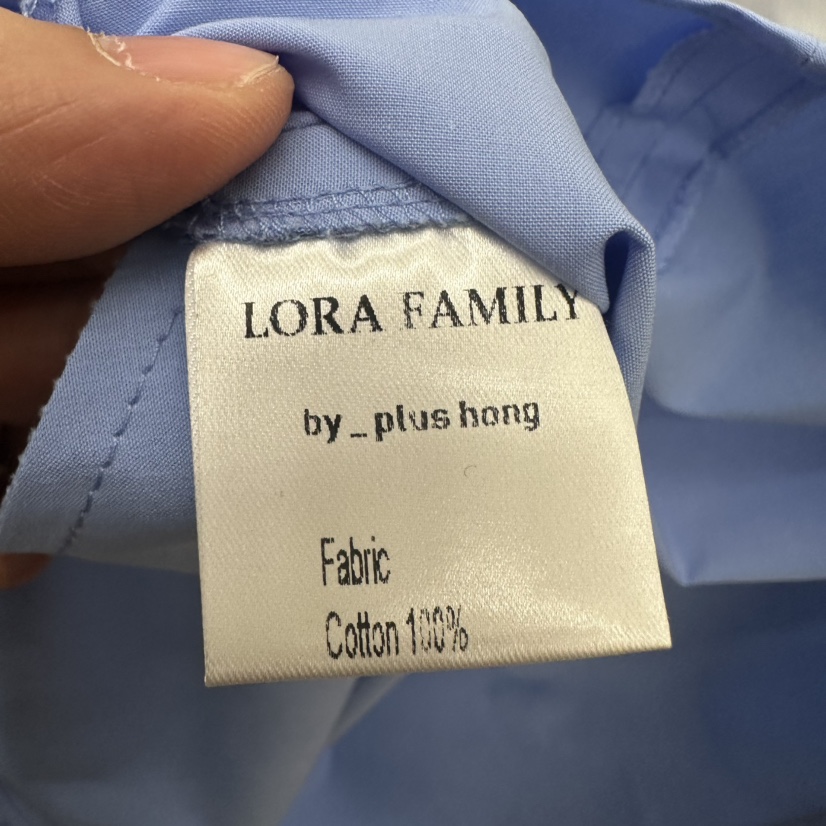 LORA FAMILY
by_plus hong
Fabric
Cotton 100%